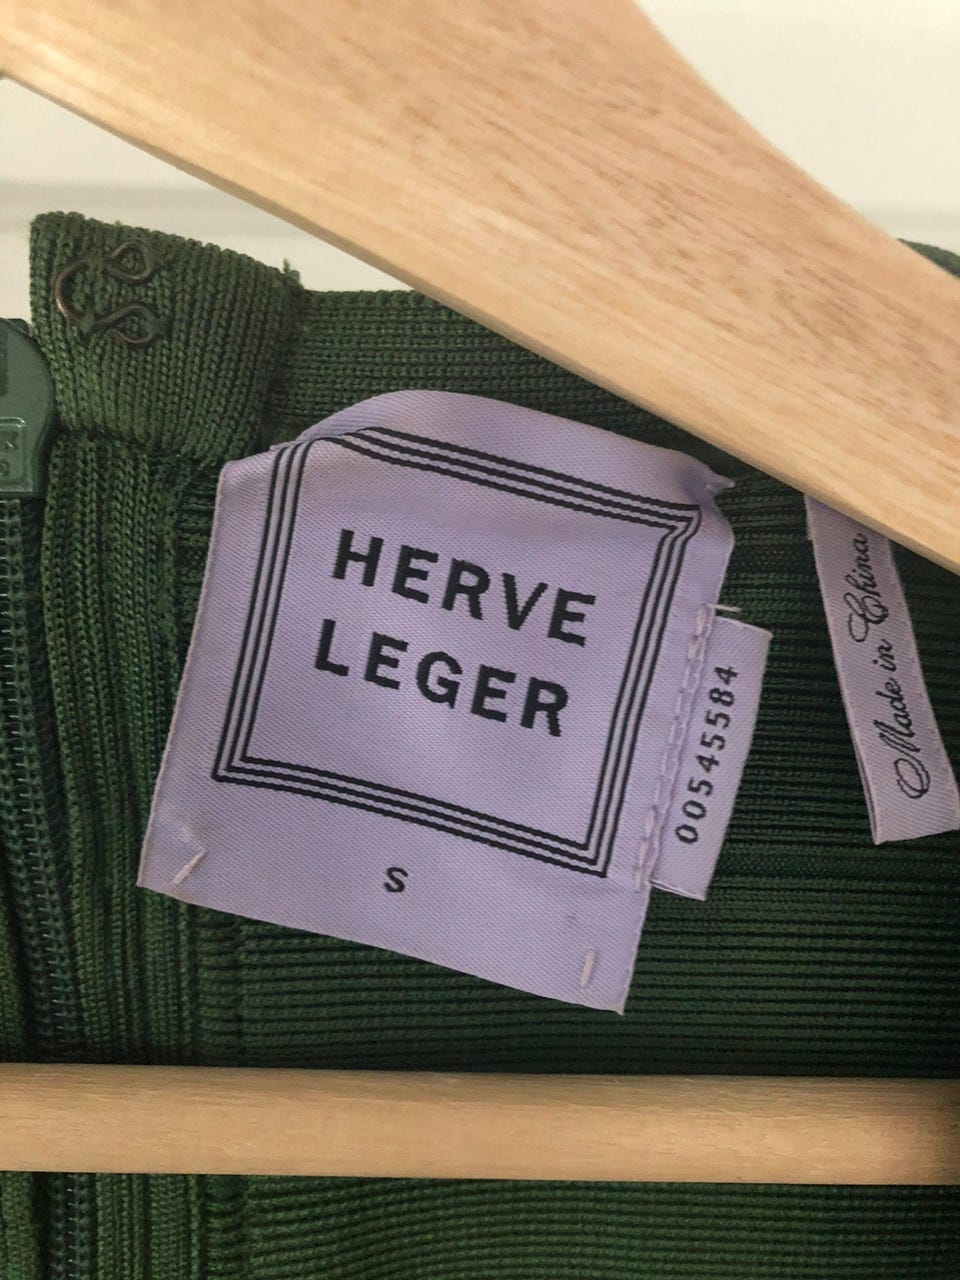 HERVE
LEGER
S
00545584
Made in China